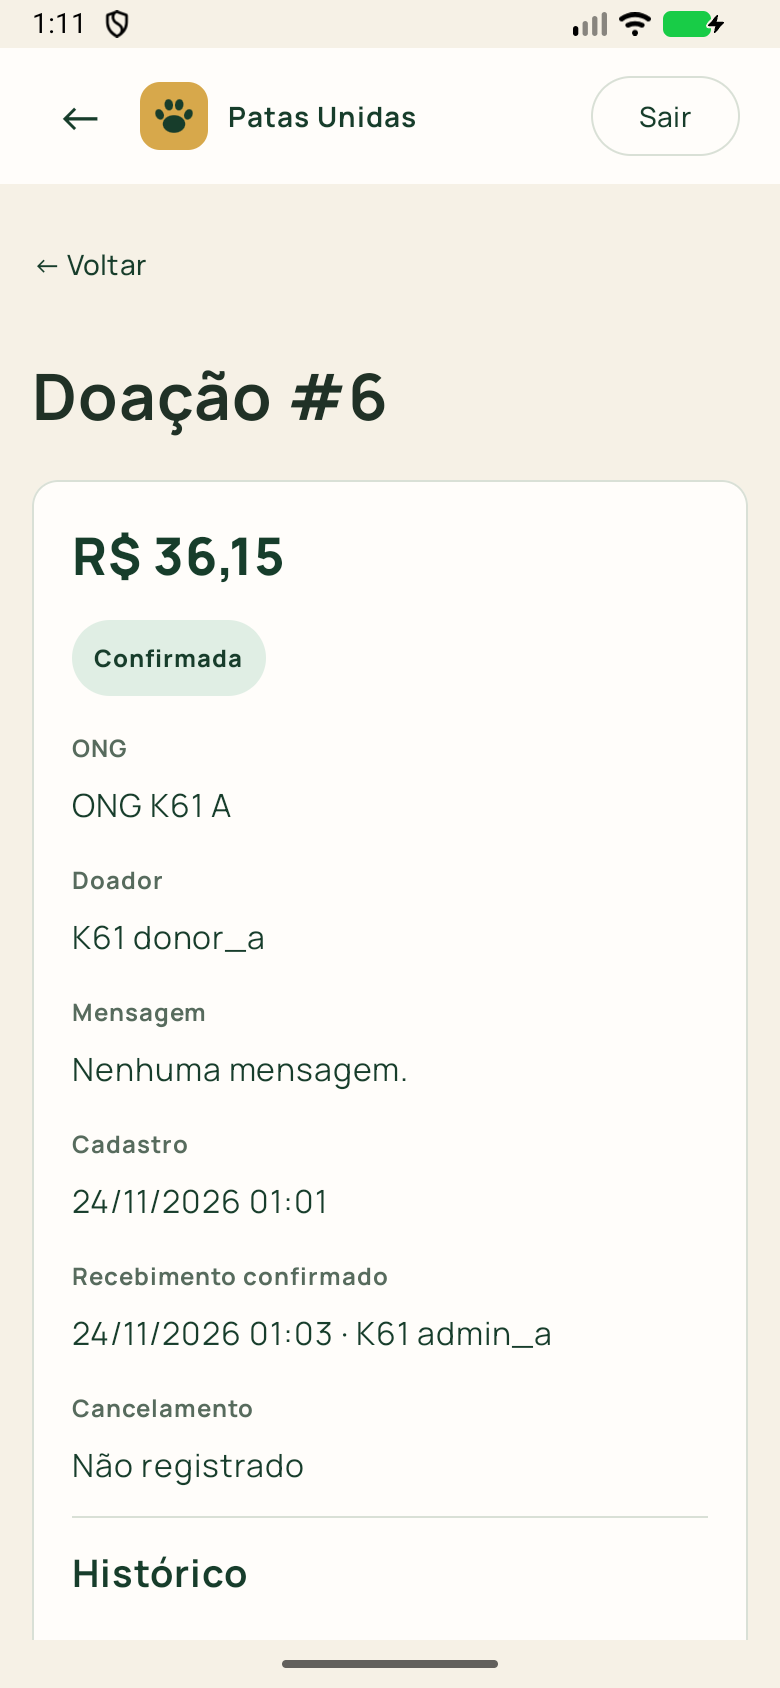 1:11
Patas Unidas
Sair
← Voltar
Doação #6
R$ 36,15
Confirmada
ONG
ONG K61 A
Doador
K61 donor_a
Mensagem
Nenhuma mensagem.
Cadastro
24/11/2026 01:01
Recebimento confirmado
24/11/2026 01:03 · K61 admin_a
Cancelamento
Não registrado
Histórico